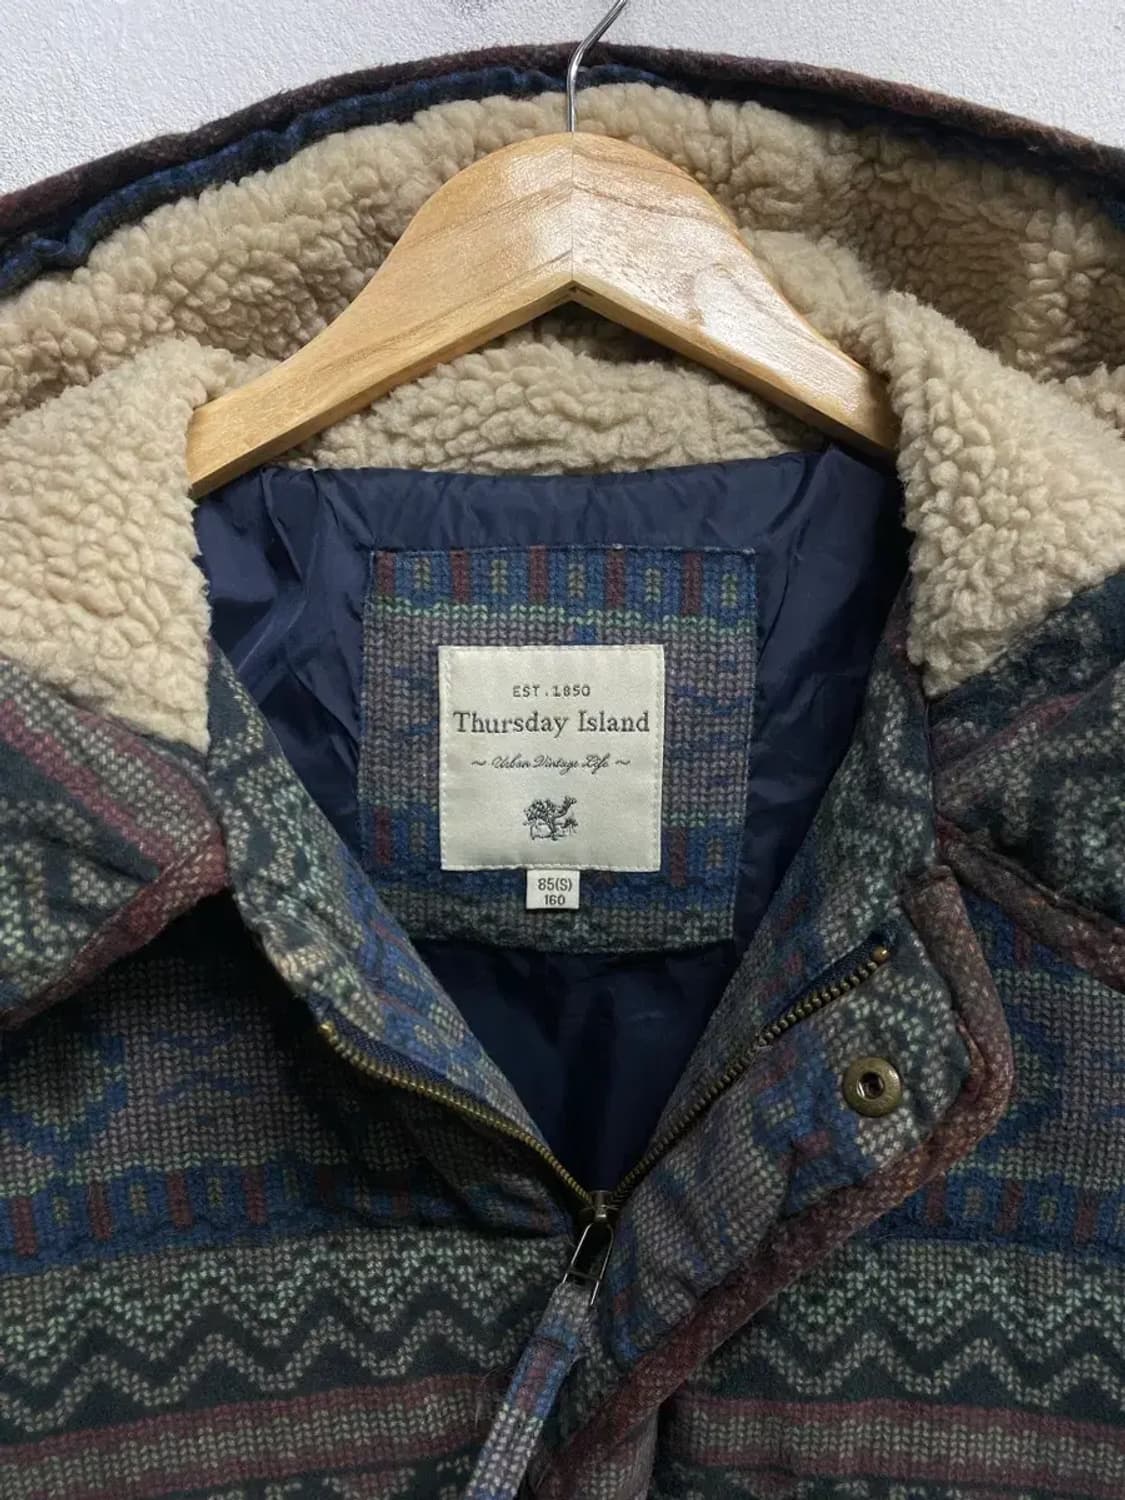 EST.1850
Thursday Island
~ Urban Vintage Life ~
85(S)
160